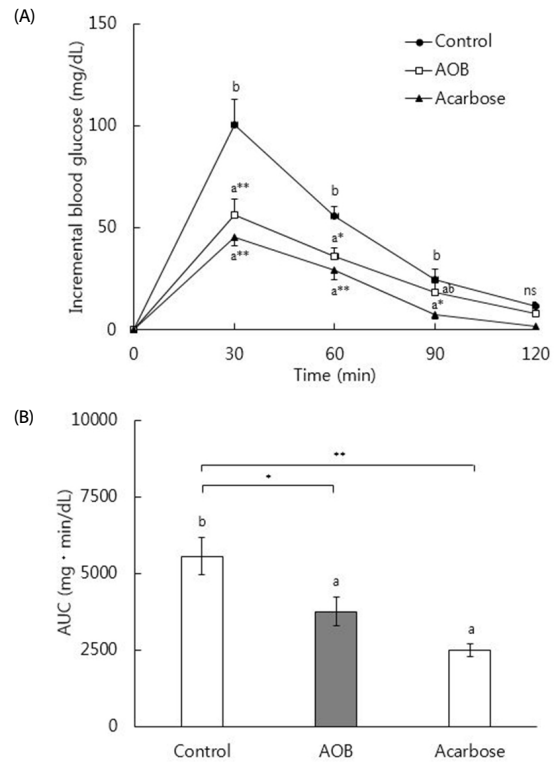 (A)
150
100
50
0
Incremental blood glucose (mg/dL)
Control
AOB
Acarbose
b
a**
a**
b
a*
a**
b
ab
a*
ns
0 30 60 90 120
Time (min)
(B)
10000
7500
5000
2500
0
AUC (mg・min/dL)
**
*
b
a
a
Control AOB Acarbose